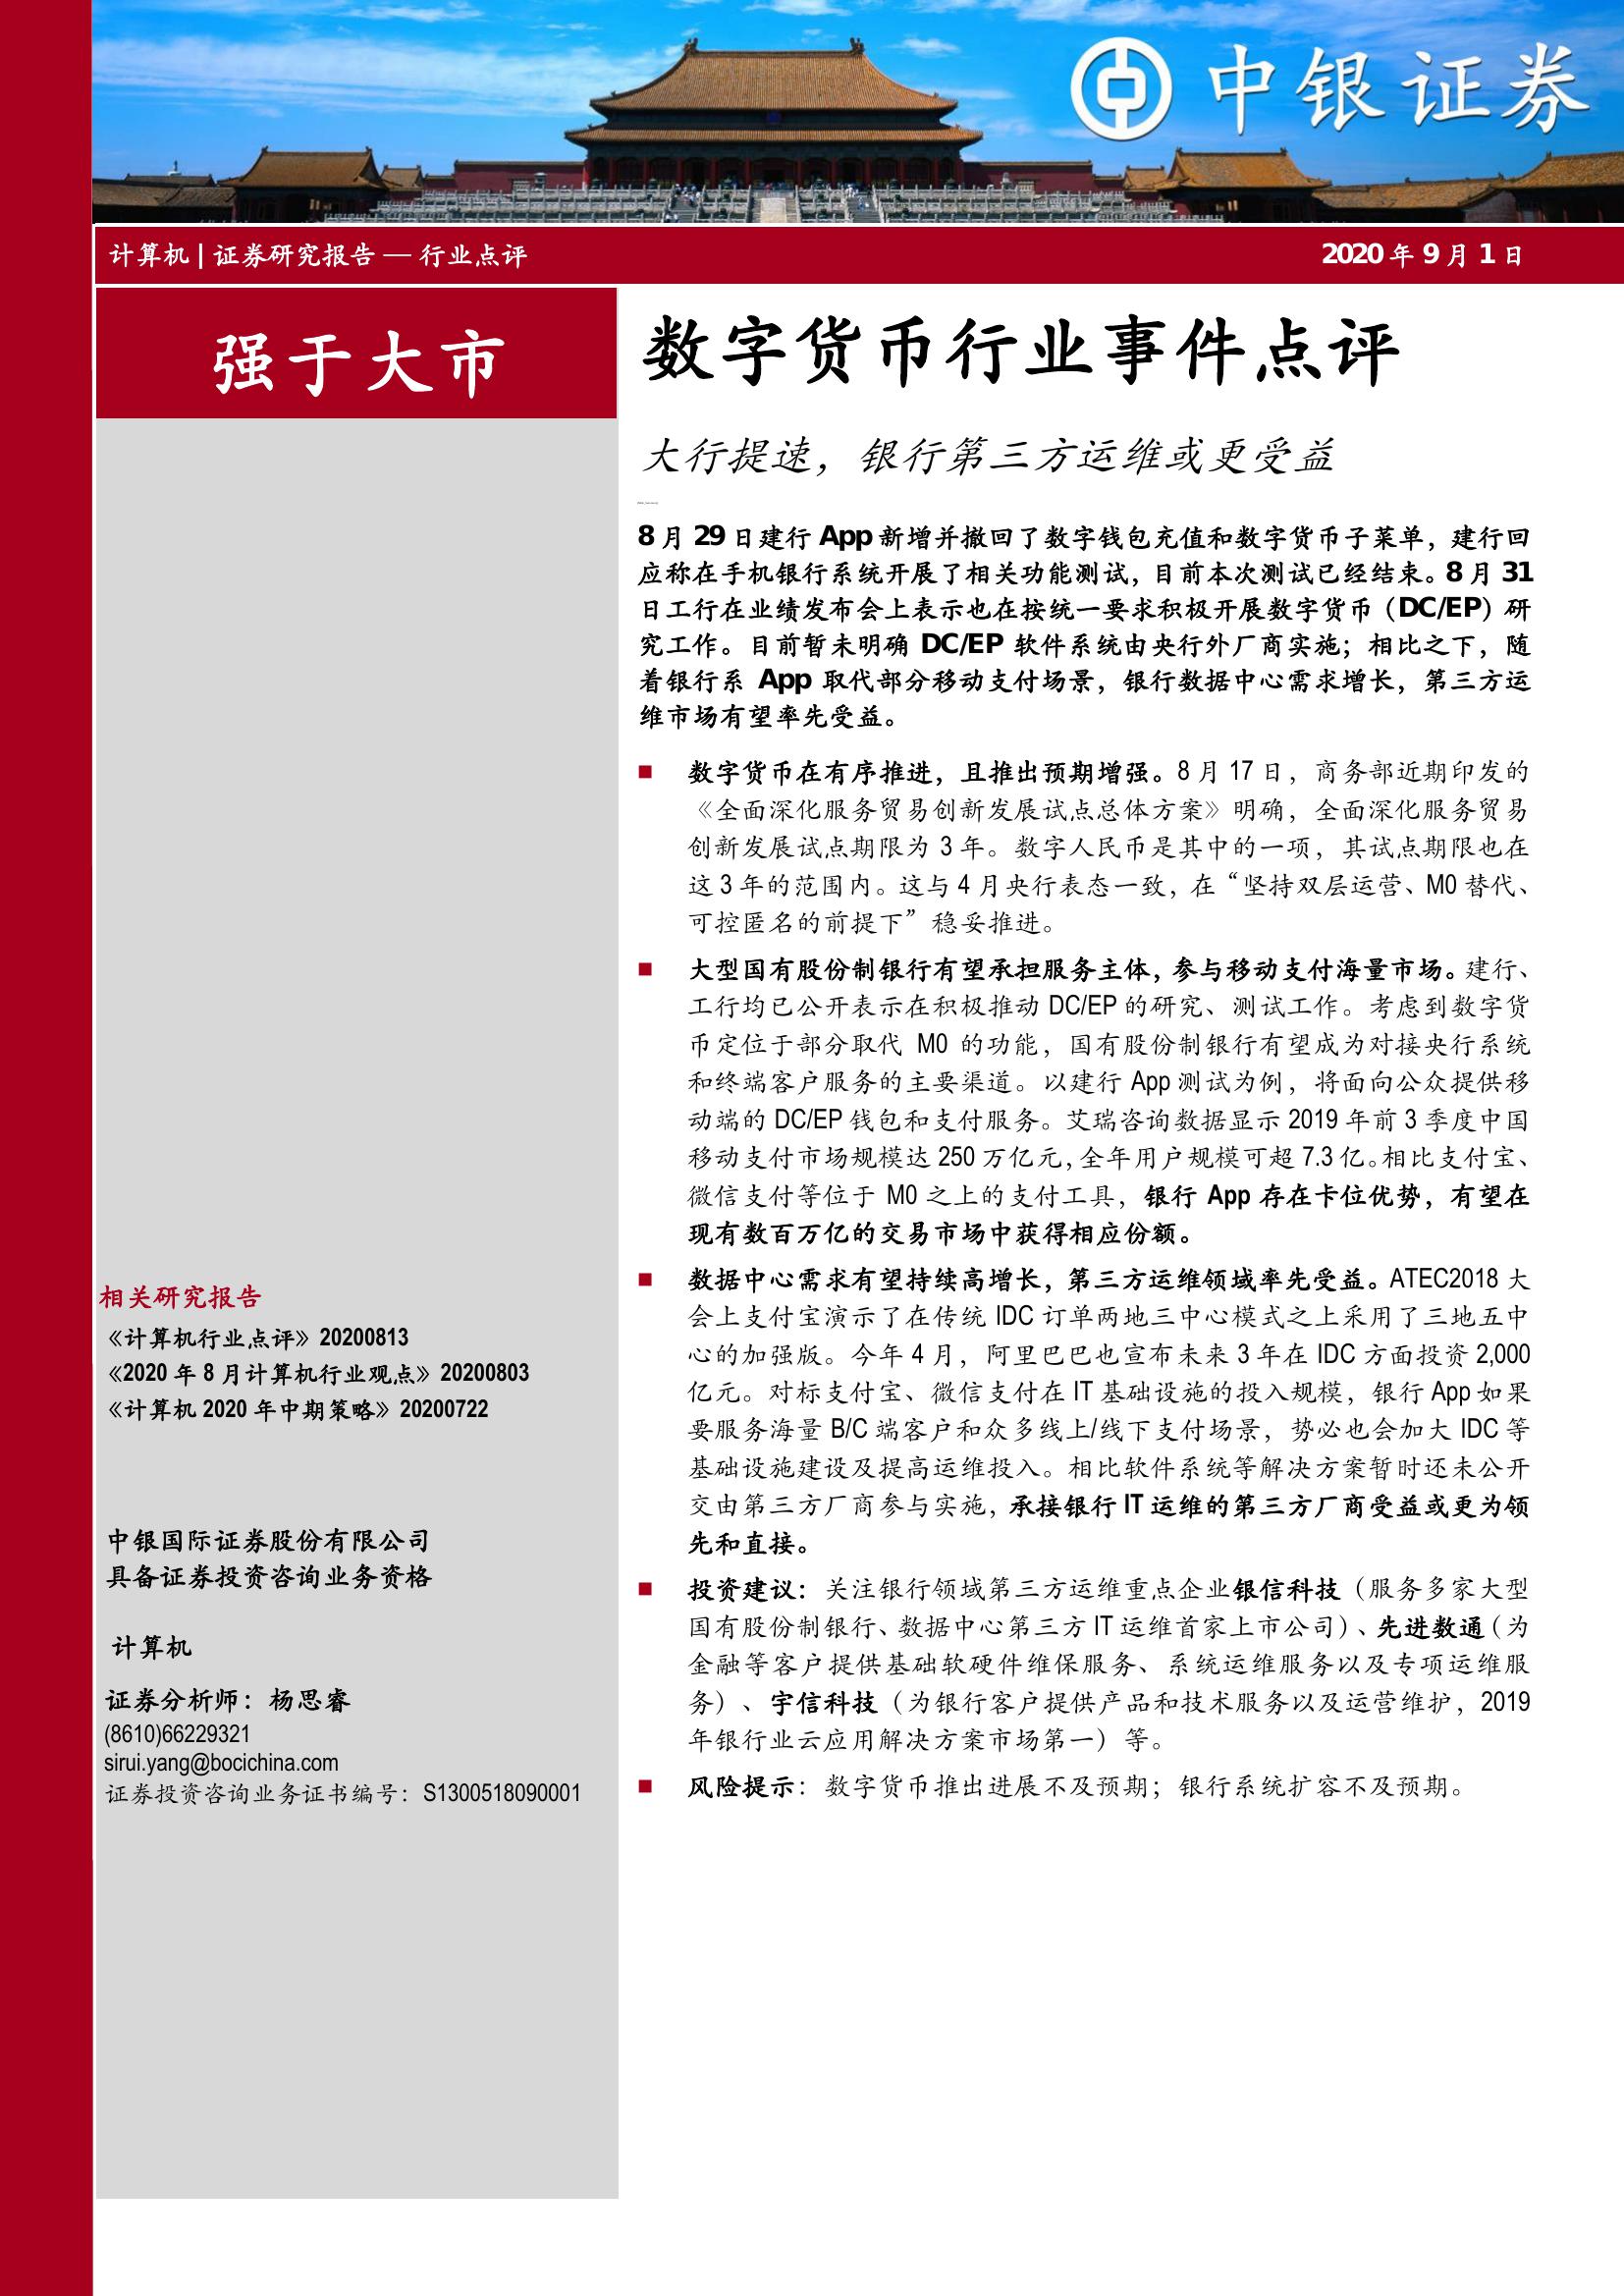 中银证券
计算机 | 证券研究报告 — 行业点评
2020 年 9 月 1 日
强于大市
数字货币行业事件点评
大行提速，银行第三方运维或更受益
8 月 29 日建行 App 新增并撤回了数字钱包充值和数字货币子菜单，建行回
应称在手机银行系统开展了相关功能测试，目前本次测试已经结束。8 月 31
日工行在业绩发布会上表示也在按统一要求积极开展数字货币（DC/EP）研
究工作。目前暂未明确 DC/EP 软件系统由央行外厂商实施；相比之下，随
着银行系 App 取代部分移动支付场景，银行数据中心需求增长，第三方运
维市场有望率先受益。
■ 数字货币在有序推进，且推出预期增强。8 月 17 日，商务部近期印发的
《全面深化服务贸易创新发展试点总体方案》明确，全面深化服务贸易
创新发展试点期限为 3 年。数字人民币是其中的一项，其试点期限也在
这 3 年的范围内。这与 4 月央行表态一致，在“坚持双层运营、M0 替代、
可控匿名的前提下”稳妥推进。
■ 大型国有股份制银行有望承担服务主体，参与移动支付海量市场。建行、
工行均已公开表示在积极推动 DC/EP 的研究、测试工作。考虑到数字货
币定位于部分取代 M0 的功能，国有股份制银行有望成为对接央行系统
和终端客户服务的主要渠道。以建行 App 测试为例，将面向公众提供移
动端的 DC/EP 钱包和支付服务。艾瑞咨询数据显示 2019 年前 3 季度中国
移动支付市场规模达 250 万亿元，全年用户规模可超 7.3 亿。相比支付宝、
微信支付等位于 M0 之上的支付工具，银行 App 存在卡位优势，有望在
现有数百万亿的交易市场中获得相应份额。
■ 数据中心需求有望持续高增长，第三方运维领域率先受益。ATEC2018 大
会上支付宝演示了在传统 IDC 订单两地三中心模式之上采用了三地五中
心的加强版。今年 4 月，阿里巴巴也宣布未来 3 年在 IDC 方面投资 2,000
亿元。对标支付宝、微信支付在 IT 基础设施的投入规模，银行 App 如果
要服务海量 B/C 端客户和众多线上/线下支付场景，势必也会加大 IDC 等
基础设施建设及提高运维投入。相比软件系统等解决方案暂时还未公开
交由第三方厂商参与实施，承接银行 IT 运维的第三方厂商受益或更为领
先和直接。
■ 投资建议：关注银行领域第三方运维重点企业银信科技（服务多家大型
国有股份制银行、数据中心第三方 IT 运维首家上市公司）、先进数通（为
金融等客户提供基础软硬件维保服务、系统运维服务以及专项运维服
务）、宇信科技（为银行客户提供产品和技术服务以及运营维护，2019
年银行业云应用解决方案市场第一）等。
■ 风险提示：数字货币推出进展不及预期；银行系统扩容不及预期。
相关研究报告
《计算机行业点评》20200813
《2020 年 8 月计算机行业观点》20200803
《计算机 2020 年中期策略》20200722
中银国际证券股份有限公司
具备证券投资咨询业务资格
计算机
证券分析师：杨思睿
(8610)66229321
sirui.yang@bocichina.com
证券投资咨询业务证书编号：S1300518090001